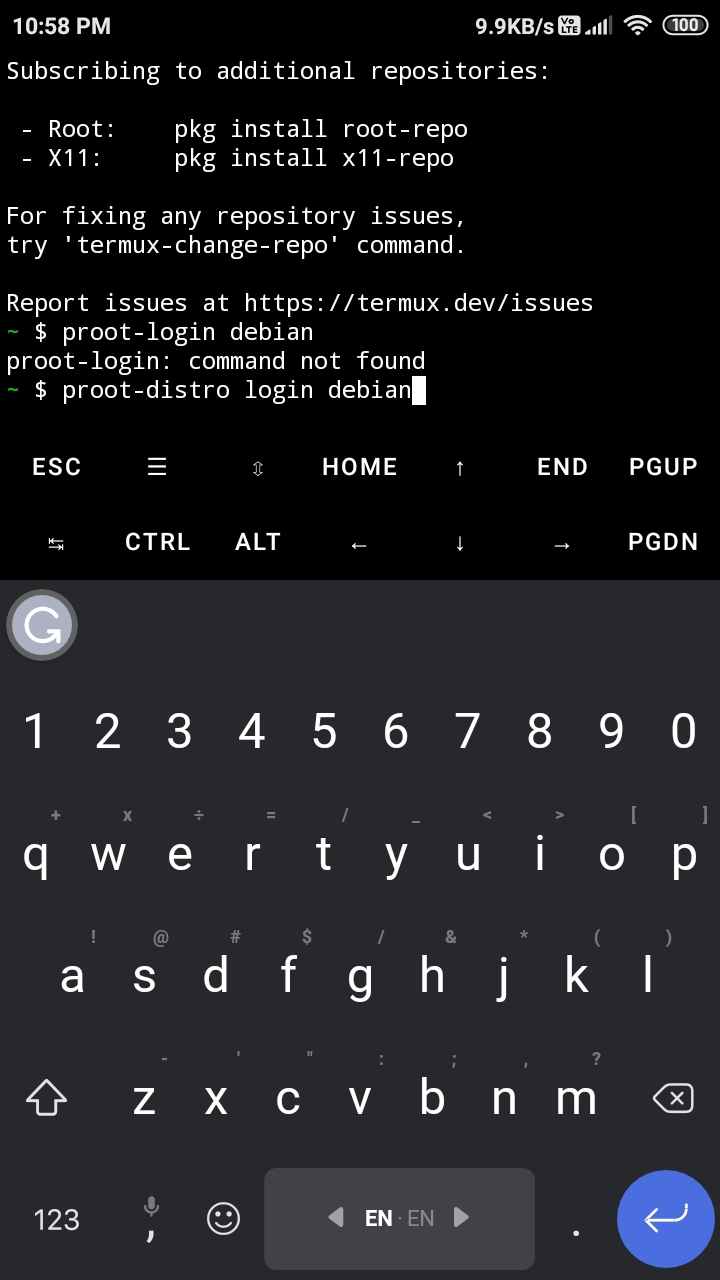 10:58 PM 9.9KB/s Vo LTE 100
Subscribing to additional repositories:
- Root: pkg install root-repo
- X11: pkg install x11-repo
For fixing any repository issues,
try 'termux-change-repo' command.
Report issues at https://termux.dev/issues
~ $ proot-login debian
proot-login: command not found
~ $ proot-distro login debian
ESC ☰ ⇳ HOME ↑ END PGUP
↹ CTRL ALT ← ↓ → PGDN
G
1 2 3 4 5 6 7 8 9 0
+ x ÷ = / _ < > [ ]
q w e r t y u i o p
! @ # $ / & * ( )
a s d f g h j k l
- ' " : ; , ?
z x c v b n m
123 , EN · EN .